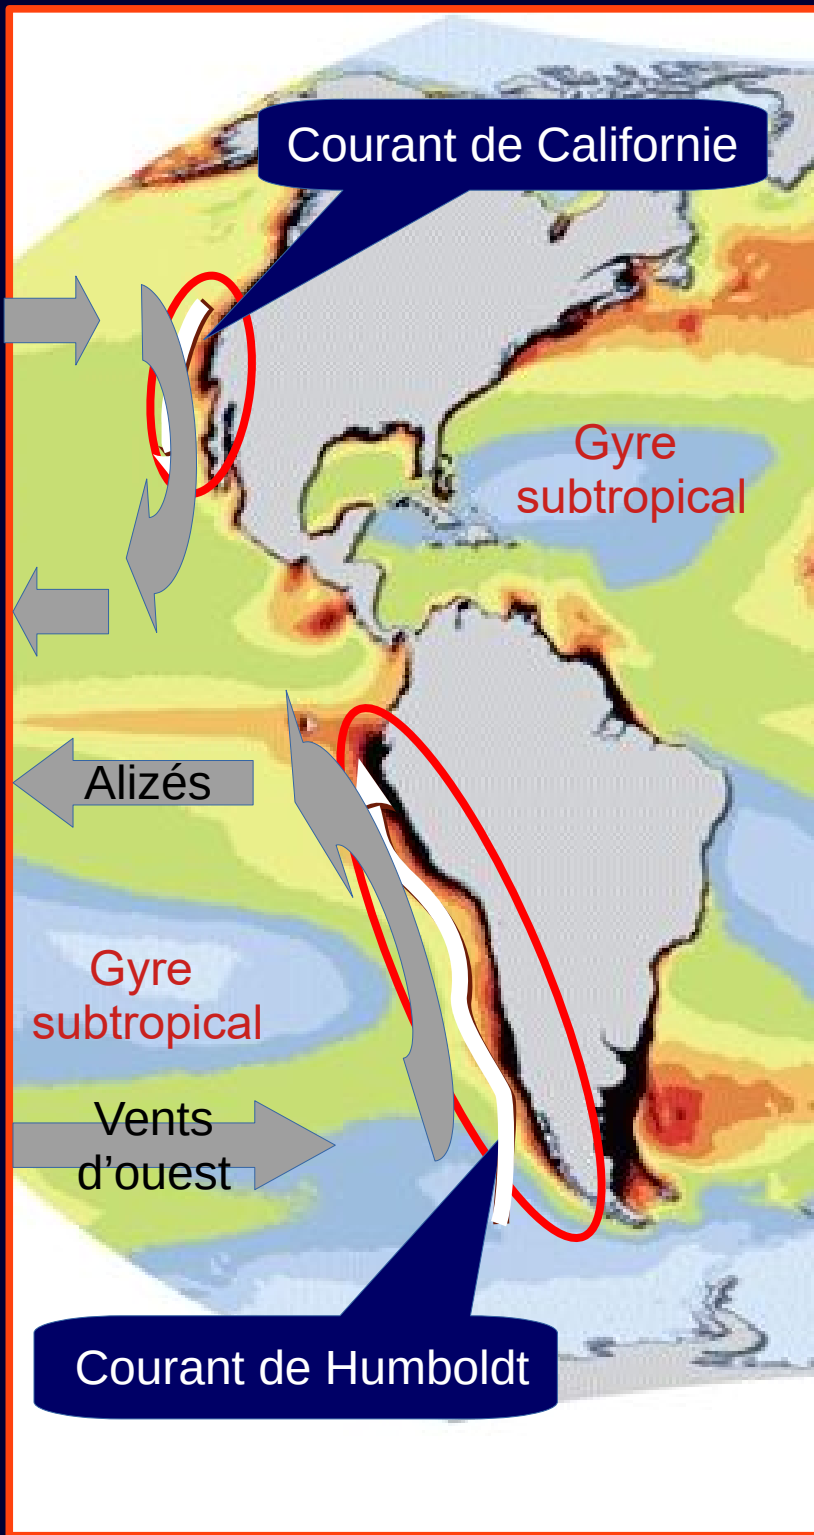 Courant de Californie
Gyre
subtropical
Alizés
Gyre
subtropical
Vents
d’ouest
Courant de Humboldt